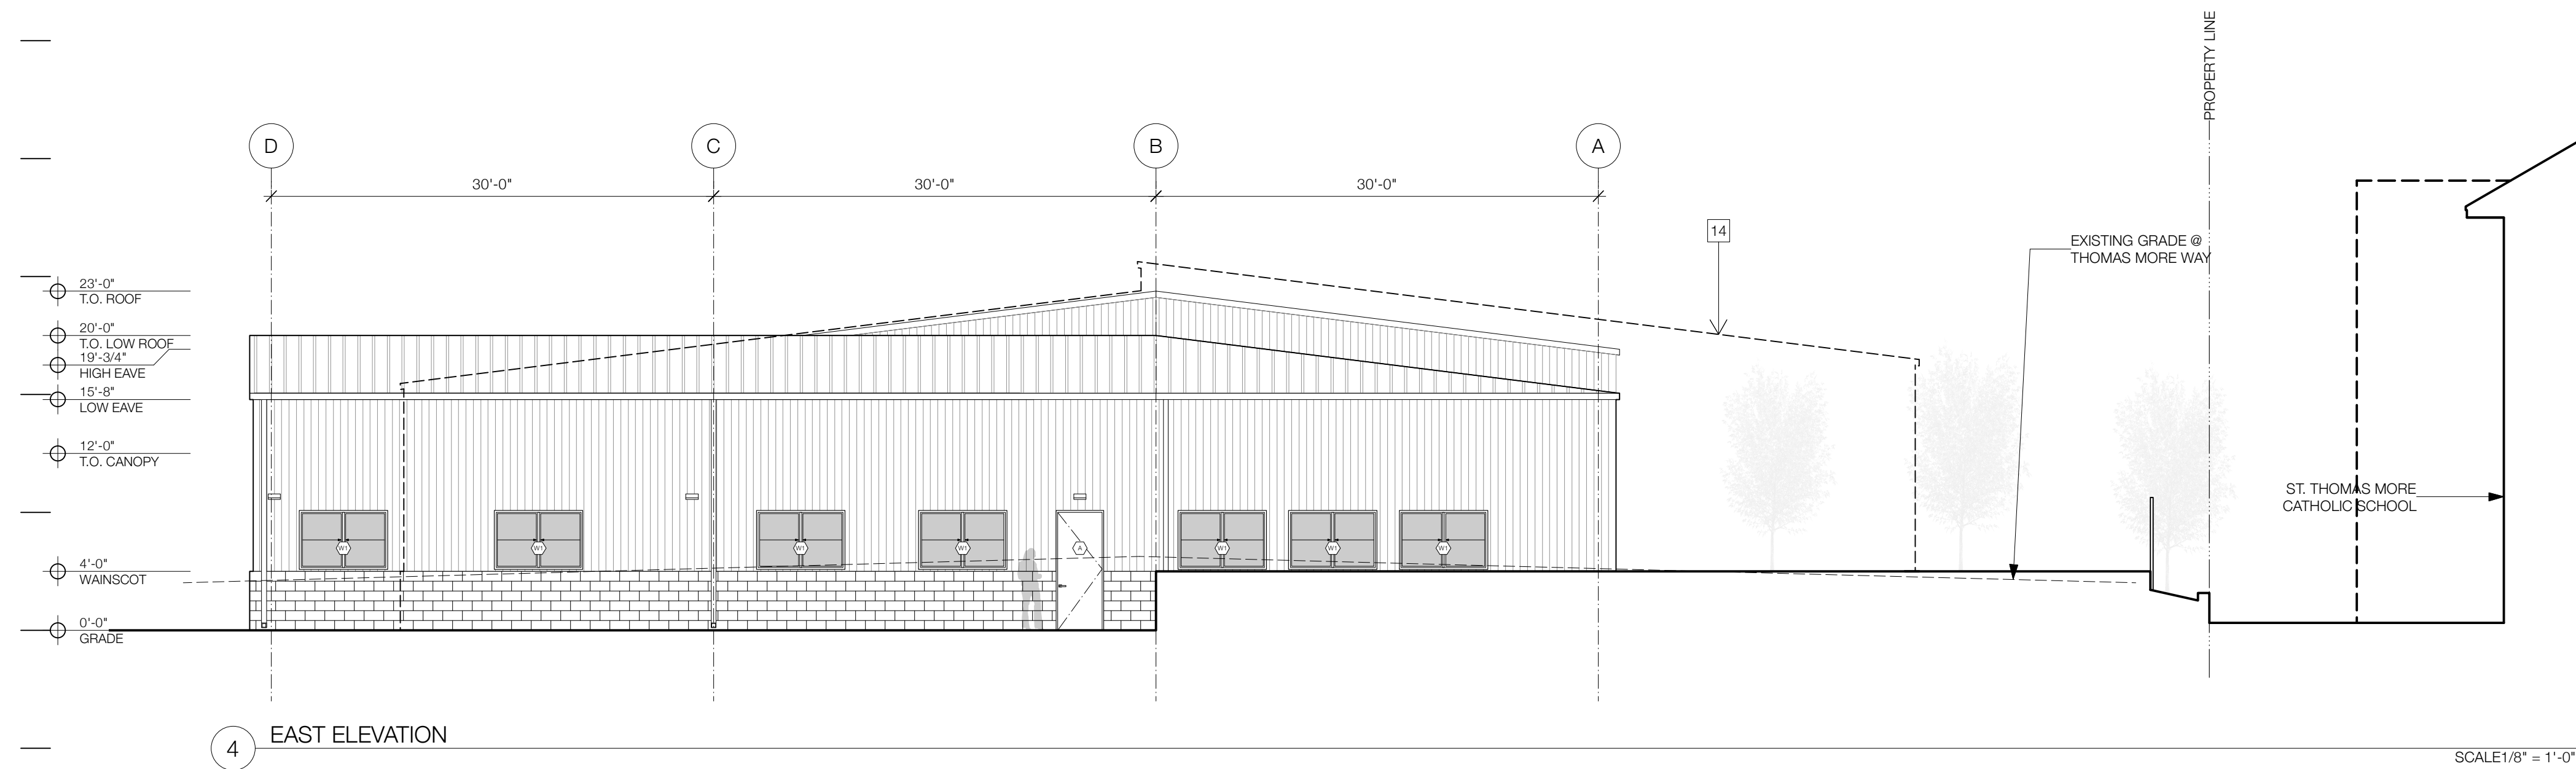 PROPERTY LINE
D
C
B
A
30'-0"
30'-0"
30'-0"
14
EXISTING GRADE @
THOMAS MORE WAY
23'-0"
T.O. ROOF
20'-0"
T.O. LOW ROOF
19'-3/4"
HIGH EAVE
15'-8"
LOW EAVE
12'-0"
T.O. CANOPY
ST. THOMAS MORE
CATHOLIC SCHOOL
W1
W1
W1
W1
A
W1
W1
W1
4'-0"
WAINSCOT
0'-0"
GRADE
4
EAST ELEVATION
SCALE1/8" = 1'-0"